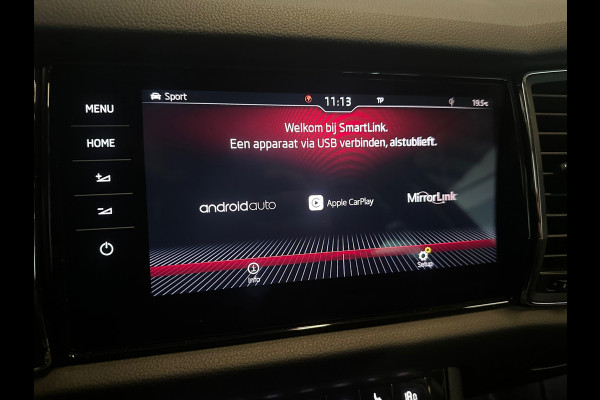 Sport
11:13
TP
19.5°C
MENU
HOME
Welkom bij SmartLink.
Een apparaat via USB verbinden, alstublieft.
androidauto
Apple CarPlay
MirrorLink
Info
Setup